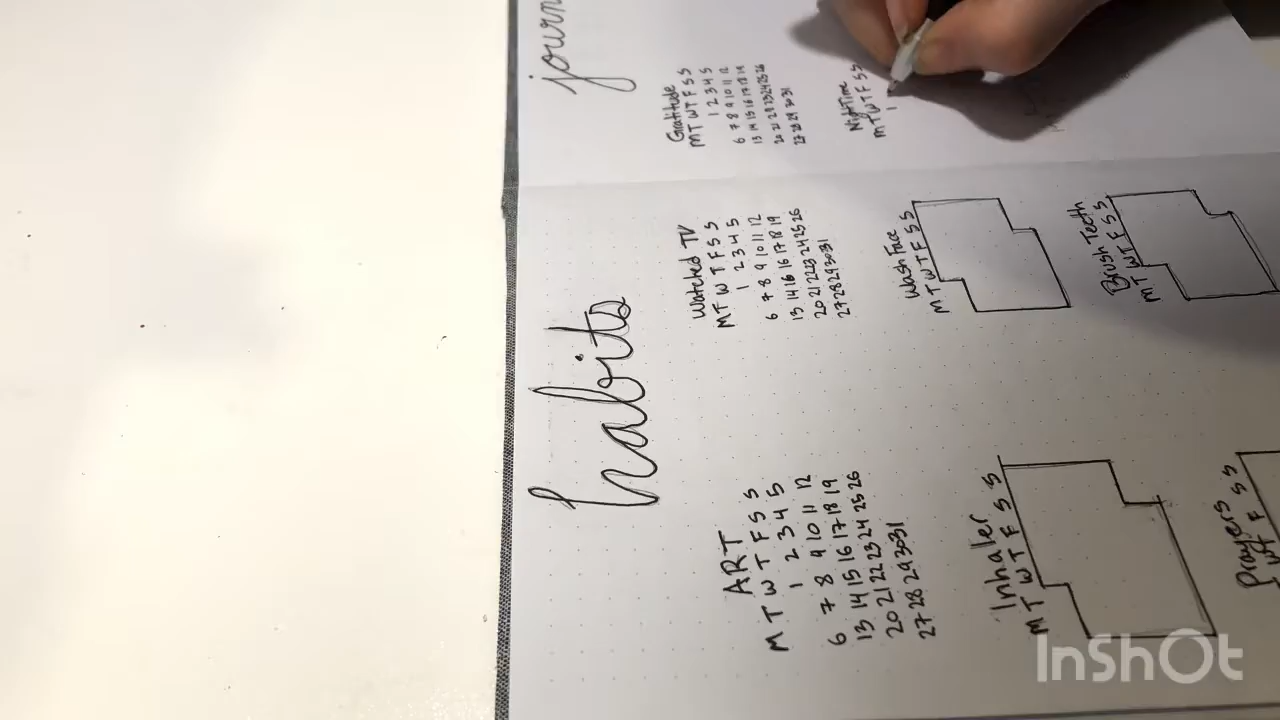 habits
ART
M T W T F S S
1 2 3 4 5
6 7 8 9 10 11 12
13 14 15 16 17 18 19
20 21 22 23 24 25 26
27 28 29 30 31
Watched TV
M T W T F S S
1 2 3 4 5
6 7 8 9 10 11 12
13 14 16 16 17 18 19
20 21 22 23 24 25 26
27 28 29 30 31
Inhaler
M T W T F S S
Wash Face
M T W T F S S
Prayers
W T F S S
Brush Teeth
M T W T F S S
journ
Gratitude
M T W T F S S
1 2 3 4 5
6 7 8 9 10 11 12
13 14 15 16 17 18 19
20 21 22 23 24 25 26
27 28 29 30 31
NightTime
M T W T F S S
1
InShOt